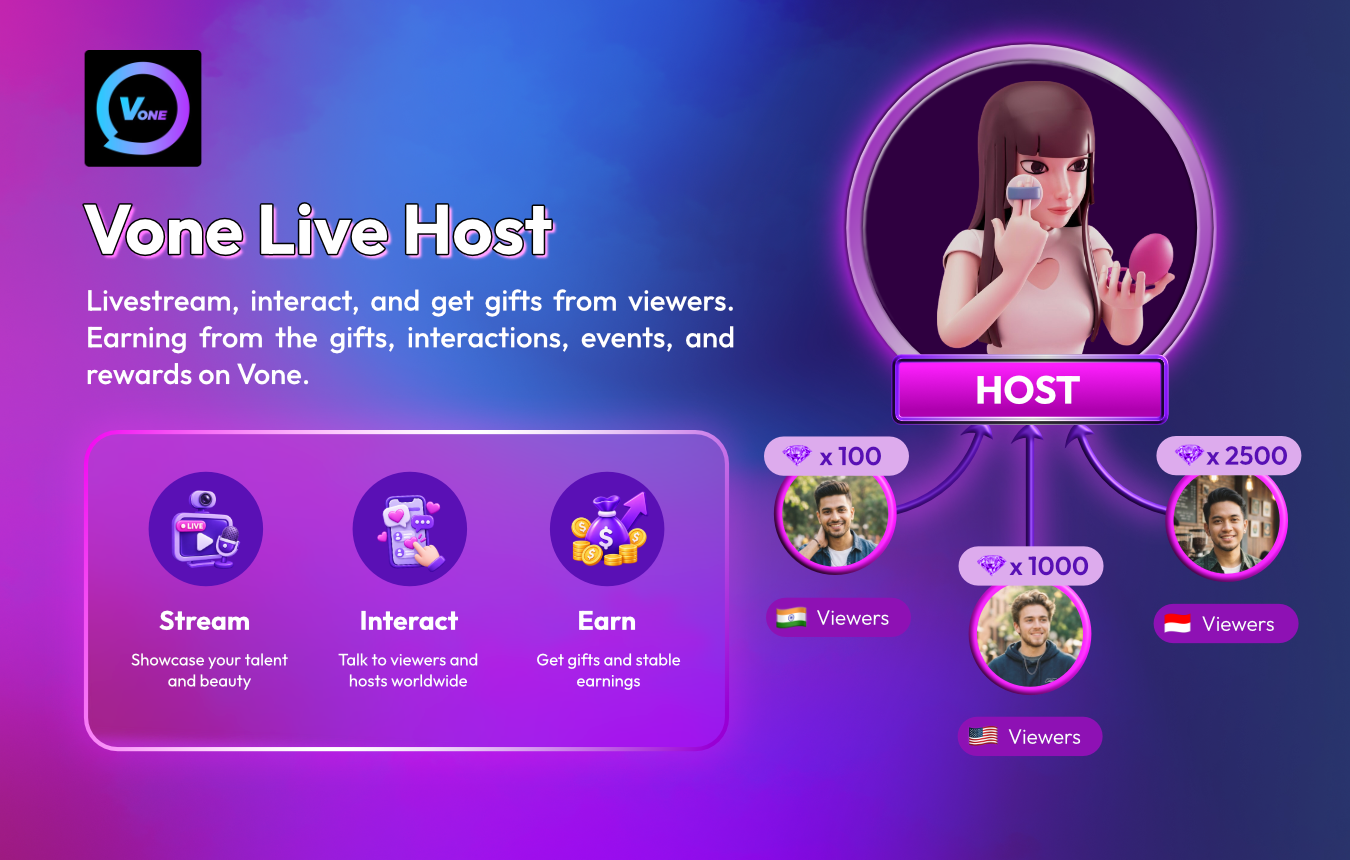 VONE
Vone Live Host
Livestream, interact, and get gifts from viewers.
Earning from the gifts, interactions, events, and
rewards on Vone.
LIVE
Stream
Showcase your talent
and beauty
Interact
Talk to viewers and
hosts worldwide
$
$
$
$
Earn
Get gifts and stable
earnings
HOST
x 100
Viewers
x 1000
Viewers
x 2500
Viewers